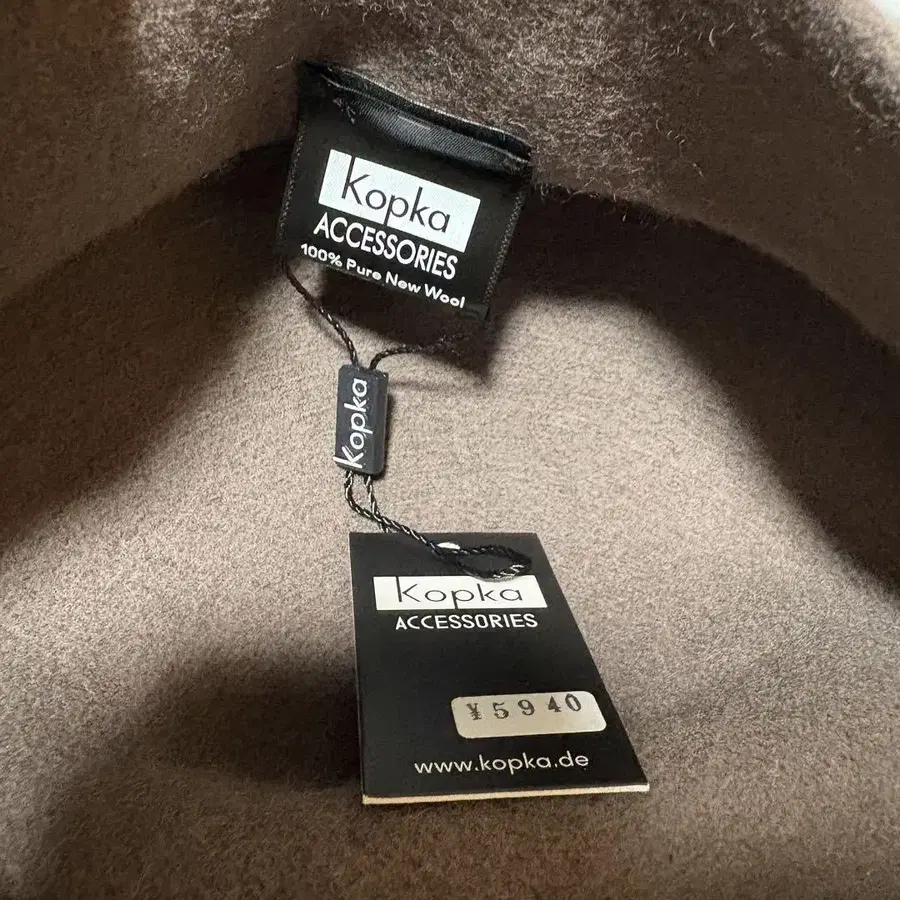 Kopka
ACCESSORIES
100% Pure New Wool
Kopka
Kopka
ACCESSORIES
¥5940
www.kopka.de